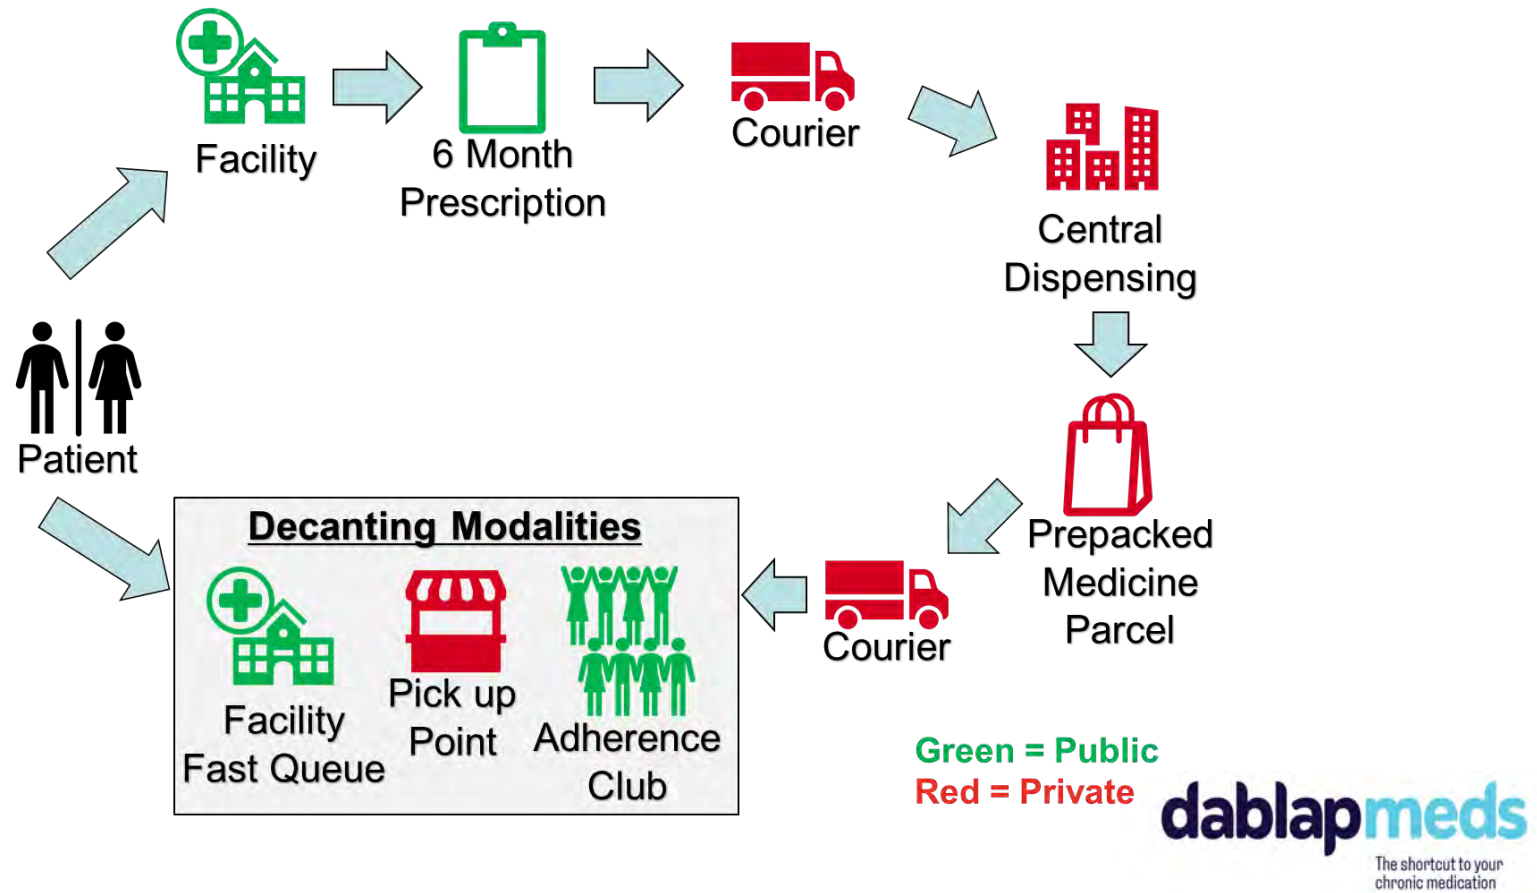 Facility
6 Month
Prescription
Courier
Central
Dispensing
Patient
Prepacked
Medicine
Parcel
Courier
Decanting Modalities
Facility
Fast Queue
Pick up
Point
Adherence
Club
Green = Public
Red = Private
dablapmeds
The shortcut to your
chronic medication